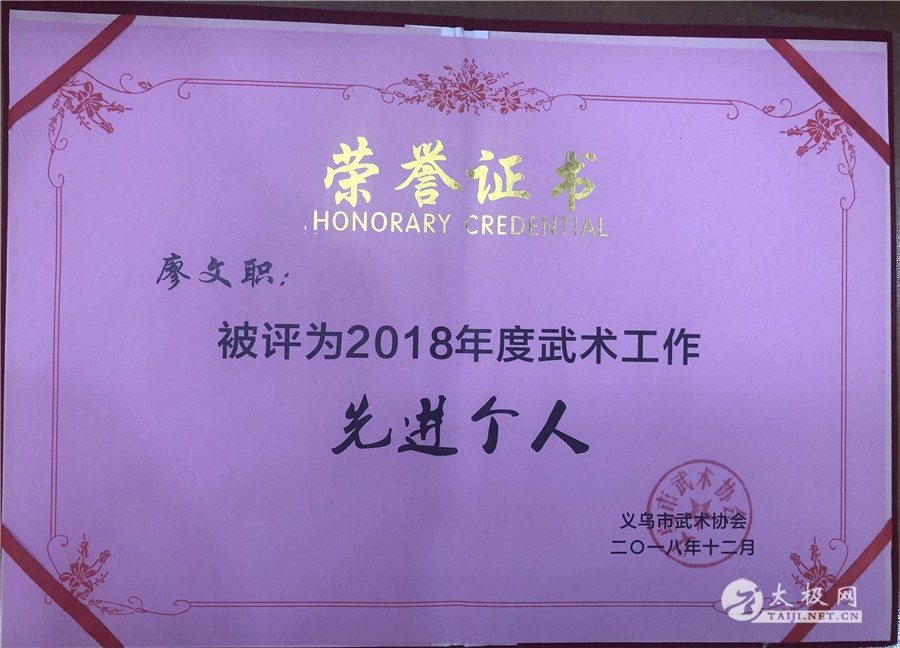 荣誉证书
HONORARY CREDENTIAL
廖文职：
被评为2018年度武术工作
先进个人
义乌市武术协会
二〇一八年十二月
太极网
TAIJI.NET.CN